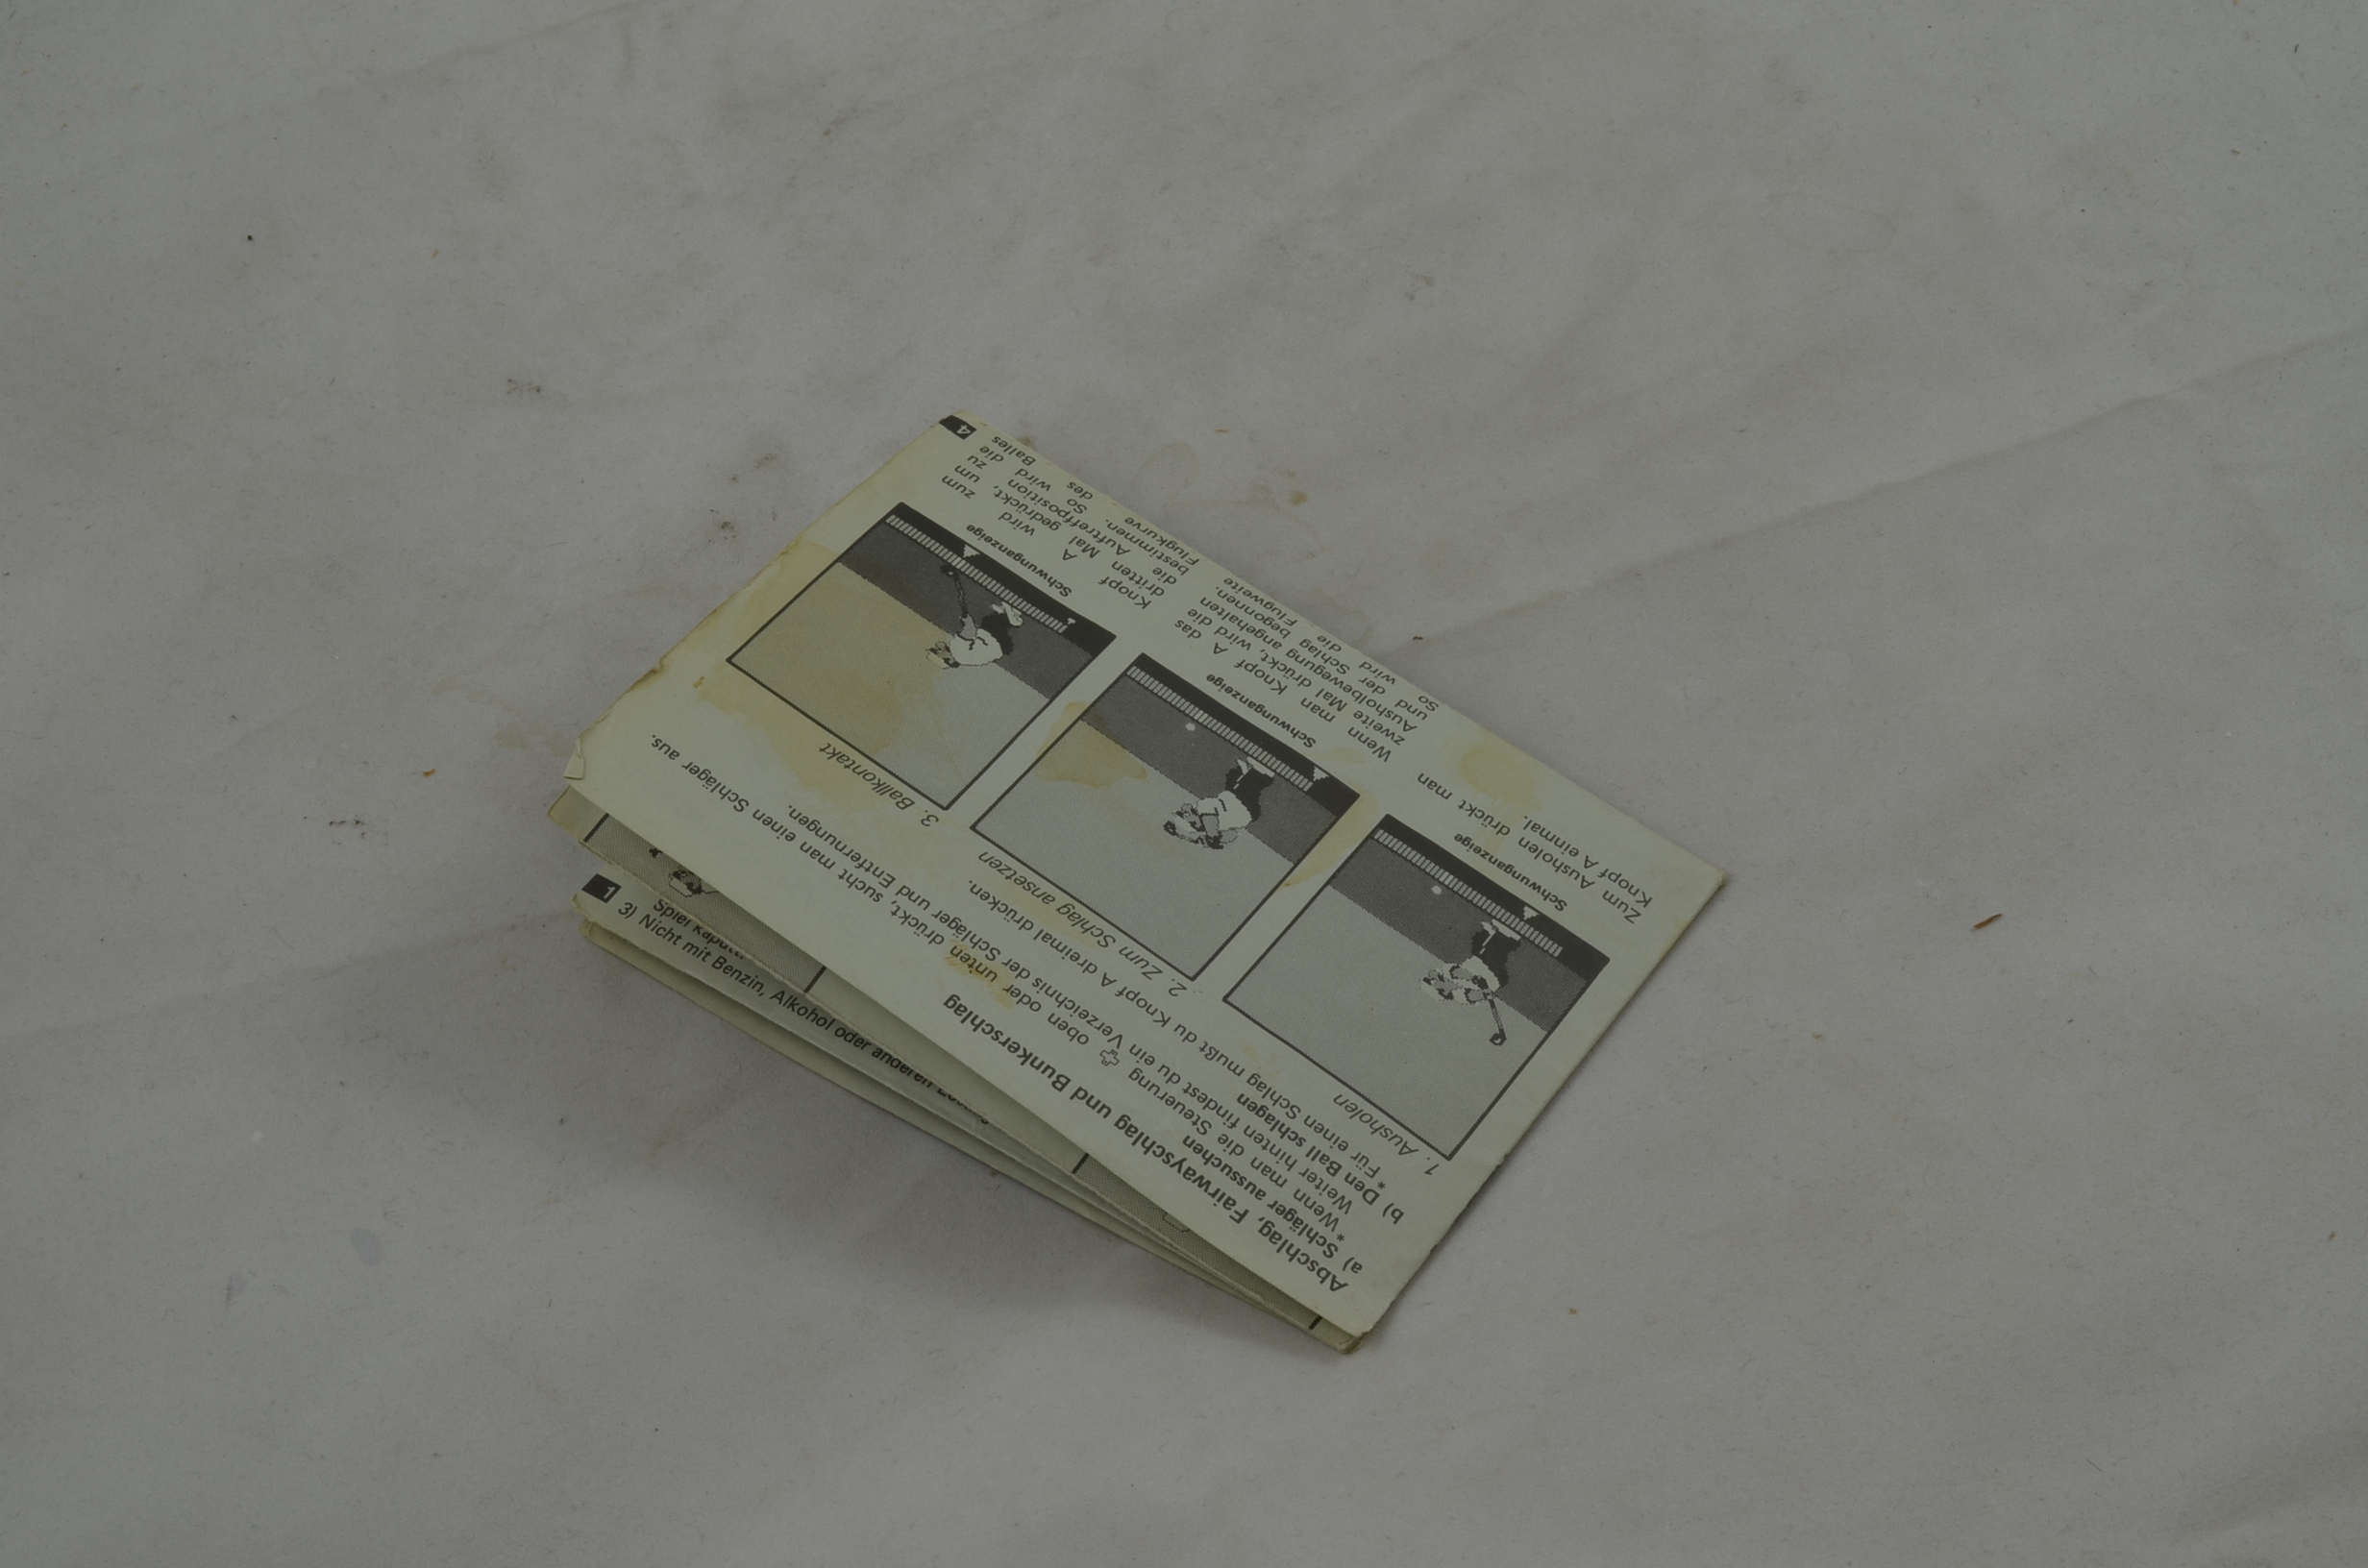 Abschlag, Fairwayschlag und Bunkerschlag
a) *Schläger aussuchen
Wenn man die Steuerung oben oder unten drückt, sucht man einen Schläger aus.
Weiter hinten findest du ein Verzeichnis der Schläger und Entfernungen.
b) *Den Ball schlagen
Für einen Schlag mußt du Knopf A dreimal drücken.
1. Ausholen
2. Zum Schlag ansetzen
3. Ballkontakt
Schwunganzeige
Schwunganzeige
Schwunganzeige
Zum Ausholen drückt man
Knopf A einmal.
Wenn man Knopf A das
zweite Mal drückt, wird die
Ausholbewegung angehalten
und der Schlag begonnen.
So wird die Flugweite
Knopf A wird zum
dritten Mal gedrückt, um
die Auftreffposition zu
bestimmen. So wird die
Flugkurve des Balles
4
1
Spiel kaputt
3) Nicht mit Benzin, Alkohol oder anderen